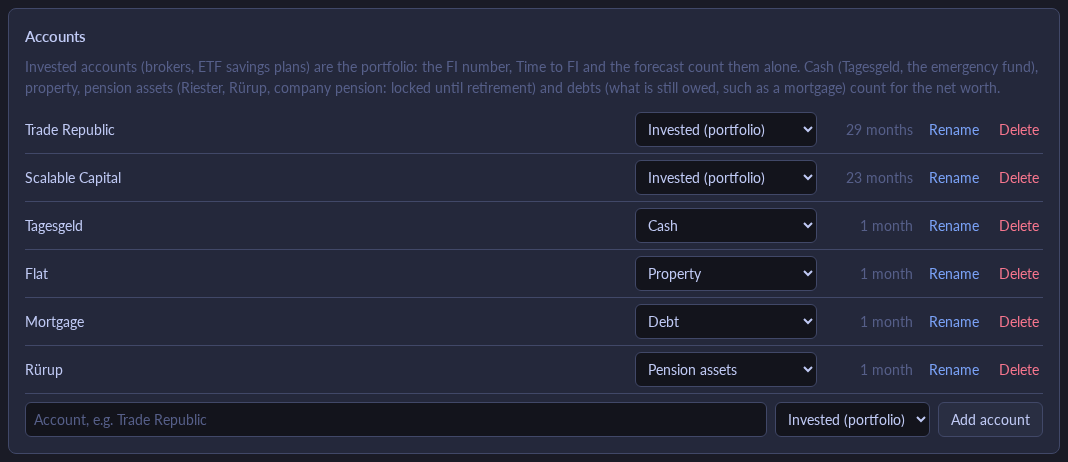 Accounts
Invested accounts (brokers, ETF savings plans) are the portfolio: the FI number, Time to FI and the forecast count them alone. Cash (Tagesgeld, the emergency fund),
property, pension assets (Riester, Rürup, company pension: locked until retirement) and debts (what is still owed, such as a mortgage) count for the net worth.
Trade Republic Invested (portfolio) 29 months Rename Delete
Scalable Capital Invested (portfolio) 23 months Rename Delete
Tagesgeld Cash 1 month Rename Delete
Flat Property 1 month Rename Delete
Mortgage Debt 1 month Rename Delete
Rürup Pension assets 1 month Rename Delete
Account, e.g. Trade Republic Invested (portfolio) Add account